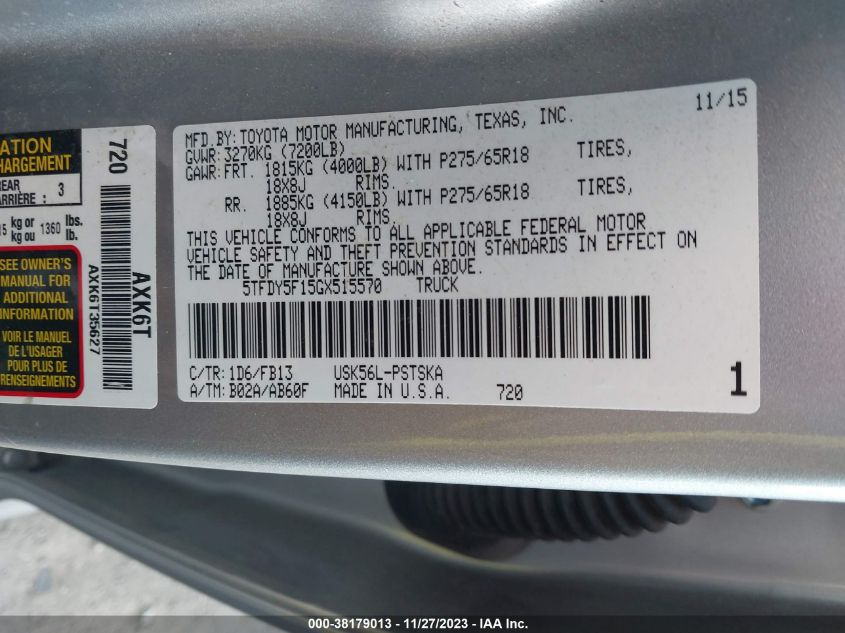 ATION
HARGEMENT
REAR
ARRIÈRE : 3
5 kg or 1360 lbs.
kg ou lb.
SEE OWNER'S
MANUAL FOR
ADDITIONAL
INFORMATION
VOIR LE MANUEL
DE L'USAGER
POUR PLUS DE
RENSEIGNEMENTS
720
AXK6T
AXK6T35627
MFD.BY:TOYOTA MOTOR MANUFACTURING, TEXAS, INC. 11/15
GVWR:3270KG (7200LB)
GAWR:FRT. 1815KG (4000LB) WITH P275/65R18 TIRES,
18X8J RIMS.
RR. 1885KG (4150LB) WITH P275/65R18 TIRES,
18X8J RIMS.
THIS VEHICLE CONFORMS TO ALL APPLICABLE FEDERAL MOTOR
VEHICLE SAFETY AND THEFT PREVENTION STANDARDS IN EFFECT ON
THE DATE OF MANUFACTURE SHOWN ABOVE.
5TFDY5F15GX515570 TRUCK
C/TR:1D6/FB13 USK56L-PSTSKA
A/TM:B02A/AB60F MADE IN U.S.A. 720 1
000-38179013 - 11/27/2023 - IAA Inc.